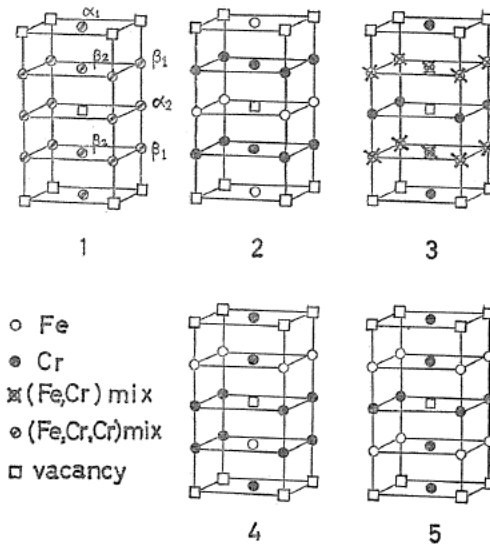 α₁
β₂
β₁
α₂
β₂
β₁
1
2
3
○ Fe
● Cr
(Fe,Cr) mix
(Fe,Cr,Cr)mix
□ vacancy
4
5